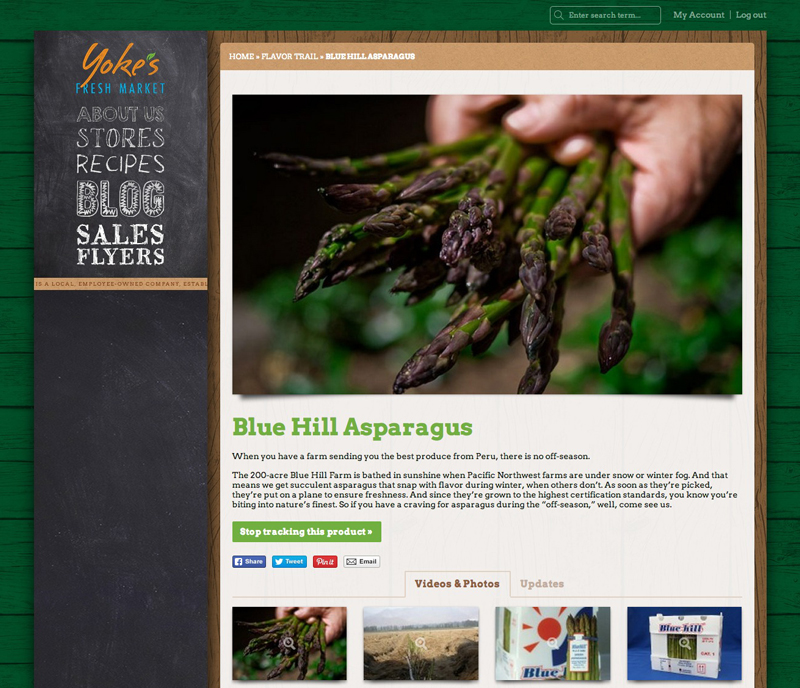 Enter search term...
My Account | Log out
Yoke's
FRESH MARKET
ABOUT US
STORES
RECIPES
BLOG
SALES
FLYERS
IS A LOCAL, EMPLOYEE-OWNED COMPANY, ESTABL
HOME » FLAVOR TRAIL » BLUE HILL ASPARAGUS
Blue Hill Asparagus
When you have a farm sending you the best produce from Peru, there is no off-season.
The 200-acre Blue Hill Farm is bathed in sunshine when Pacific Northwest farms are under snow or winter fog. And that
means we get succulent asparagus that snap with flavor during winter, when others don't. As soon as they're picked,
they're put on a plane to ensure freshness. And since they're grown to the highest certification standards, you know you're
biting into nature's finest. So if you have a craving for asparagus during the "off-season," well, come see us.
Stop tracking this product »
Share
Tweet
Pin it
Email
Videos & Photos
Updates
Blue
Blue hill